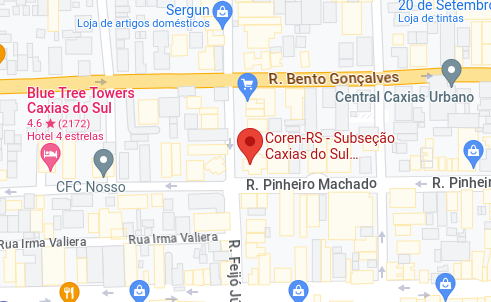 Sergun
Loja de artigos domésticos
20 de Setembro
Loja de tintas
R. Bento Gonçalves
Blue Tree Towers
Caxias do Sul
4.6 ★ (2172)
Hotel 4 estrelas
Central Caxias Urbano
Coren-RS - Subseção
Caxias do Sul…
CFC Nosso
R. Pinheiro Machado
R. Pinheir
Rua Irma Valiera
Rua Irma Valiera
R. Feijó Jú